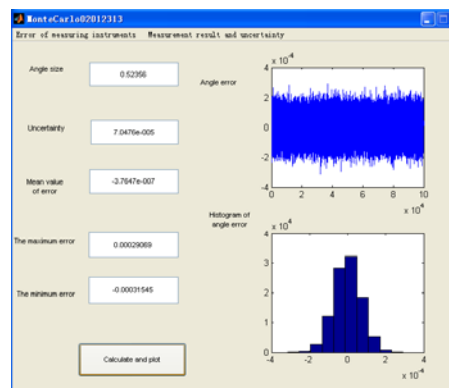 MonteCarlo02012313
Error of measuring instruments Measurement result and uncertainty
Angle size
0.52356
Uncertainty
7.0476e-005
Mean value
of error
-3.7647e-007
The maximum error
0.00029069
The minimum error
-0.00031545
Calculate and plot
Angle error
x 10^-4
4
2
0
-2
-4
0 2 4 6 8 10
x 10^4
Histogram of
angle error
x 10^4
4
3
2
1
0
-4 -2 0 2 4
x 10^-4